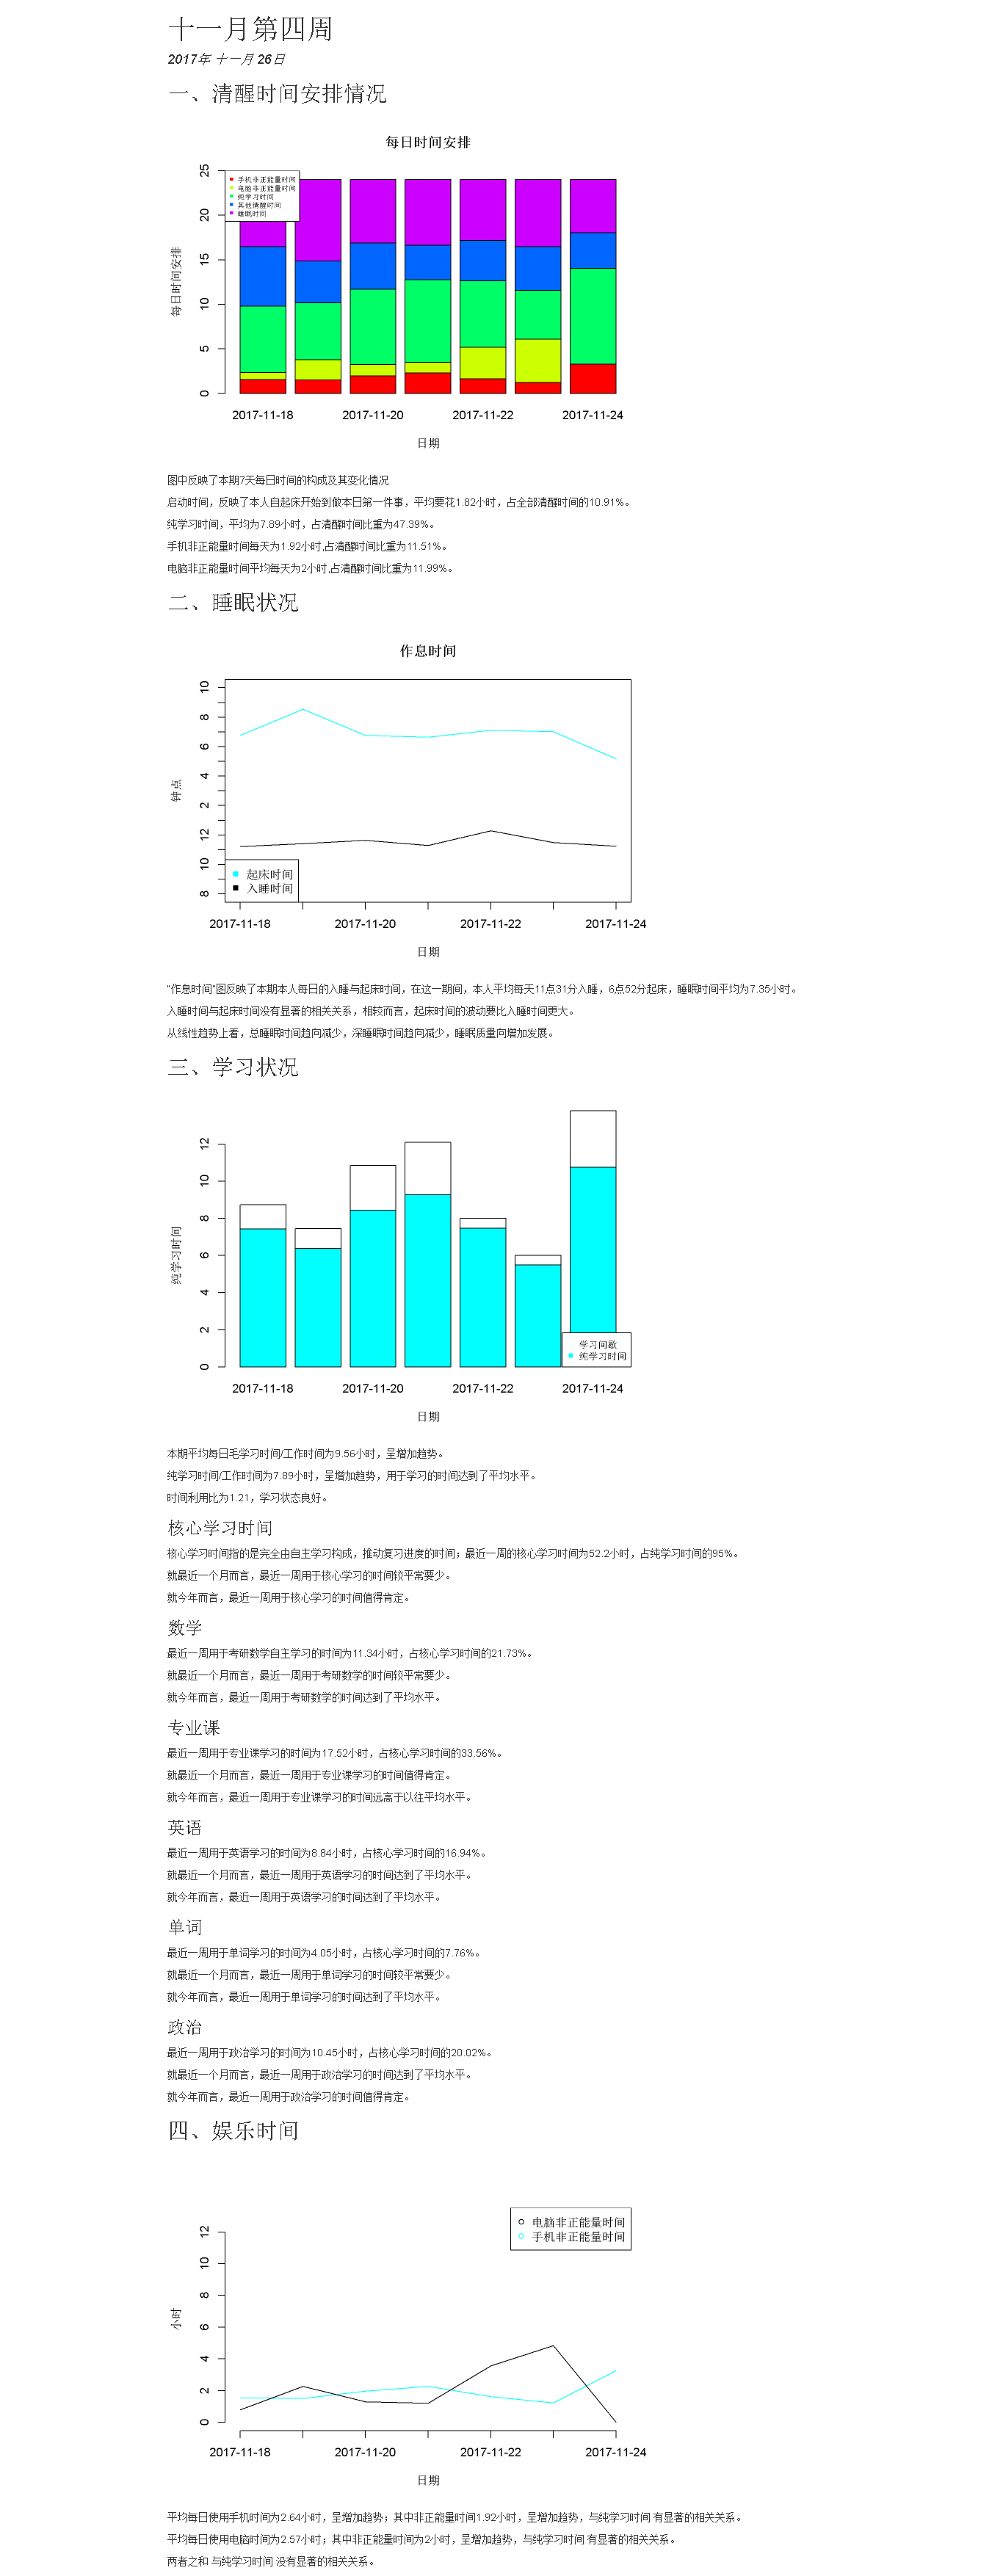 十一月第四周
2017年 十一月 26日
一、清醒时间安排情况
每日时间安排
手机非正能量时间
电脑非正能量时间
纯学习时间
其他清醒时间
睡眠时间
每日时间安排
25
20
15
10
5
0
2017-11-18 2017-11-20 2017-11-22 2017-11-24
日期
图中反映了本期7天每日时间的构成及其变化情况
启动时间，反映了本人自起床开始到做本日第一件事，平均要花1.82小时，占全部清醒时间的10.91%。
纯学习时间，平均为7.89小时，占清醒时间比重为47.39%。
手机非正能量时间每天为1.92小时,占清醒时间比重为11.51%。
电脑非正能量时间平均每天为2小时,占清醒时间比重为11.99%。
二、睡眠状况
作息时间
钟点
10
8
6
4
2
12
10
8
起床时间
入睡时间
2017-11-18 2017-11-20 2017-11-22 2017-11-24
日期
"作息时间"图反映了本期本人每日的入睡与起床时间，在这一期间，本人平均每天11点31分入睡，6点52分起床，睡眠时间平均为7.35小时。
入睡时间与起床时间没有显著的相关关系，相较而言，起床时间的波动要比入睡时间更大。
从线性趋势上看，总睡眠时间趋向减少，深睡眠时间趋向减少，睡眠质量向增加发展。
三、学习状况
纯学习时间
12
10
8
6
4
2
0
学习间歇
纯学习时间
2017-11-18 2017-11-20 2017-11-22 2017-11-24
日期
本期平均每日毛学习时间/工作时间为9.56小时，呈增加趋势。
纯学习时间/工作时间为7.89小时，呈增加趋势，用于学习的时间达到了平均水平。
时间利用比为1.21，学习状态良好。
核心学习时间
核心学习时间指的是完全由自主学习构成，推动复习进度的时间；最近一周的核心学习时间为52.2小时，占纯学习时间的95%。
就最近一个月而言，最近一周用于核心学习的时间较平常要少。
就今年而言，最近一周用于核心学习的时间值得肯定。
数学
最近一周用于考研数学自主学习的时间为11.34小时，占核心学习时间的21.73%。
就最近一个月而言，最近一周用于考研数学的时间较平常要少。
就今年而言，最近一周用于考研数学的时间达到了平均水平。
专业课
最近一周用于专业课学习的时间为17.52小时，占核心学习时间的33.56%。
就最近一个月而言，最近一周用于专业课学习的时间值得肯定。
就今年而言，最近一周用于专业课学习的时间远高于以往平均水平。
英语
最近一周用于英语学习的时间为8.84小时，占核心学习时间的16.94%。
就最近一个月而言，最近一周用于英语学习的时间达到了平均水平。
就今年而言，最近一周用于英语学习的时间达到了平均水平。
单词
最近一周用于单词学习的时间为4.05小时，占核心学习时间的7.76%。
就最近一个月而言，最近一周用于单词学习的时间较平常要少。
就今年而言，最近一周用于单词学习的时间达到了平均水平。
政治
最近一周用于政治学习的时间为10.45小时，占核心学习时间的20.02%。
就最近一个月而言，最近一周用于政治学习的时间达到了平均水平。
就今年而言，最近一周用于政治学习的时间值得肯定。
四、娱乐时间
电脑非正能量时间
手机非正能量时间
小时
12
10
8
6
4
2
0
2017-11-18 2017-11-20 2017-11-22 2017-11-24
日期
平均每日使用手机时间为2.64小时，呈增加趋势；其中非正能量时间1.92小时，呈增加趋势，与纯学习时间 有显著的相关关系。
平均每日使用电脑时间为2.57小时；其中非正能量时间为2小时，呈增加趋势，与纯学习时间 有显著的相关关系。
两者之和 与纯学习时间 没有显著的相关关系。